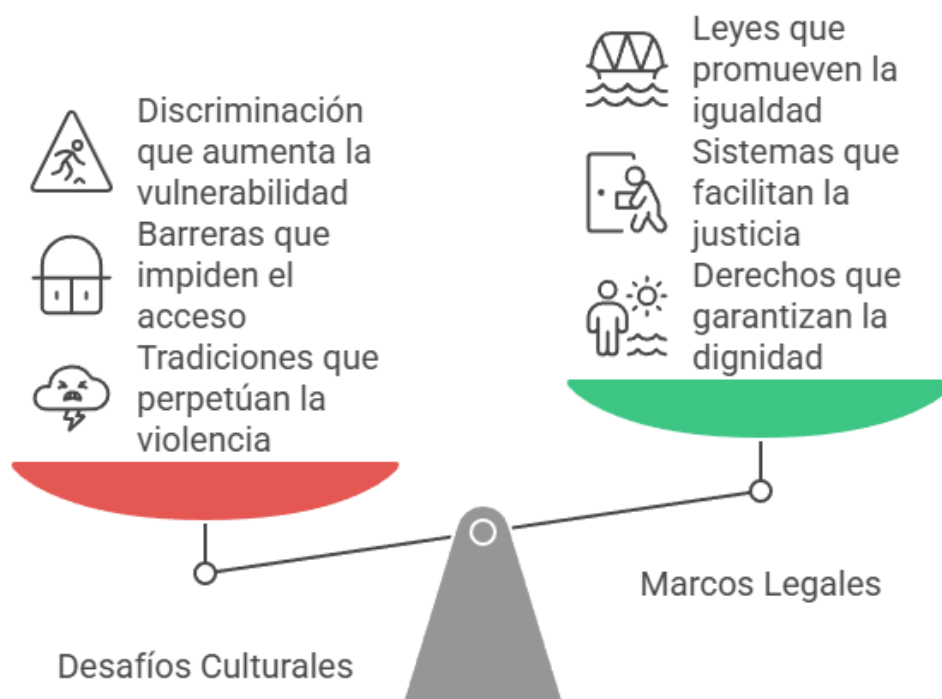 Discriminación
que aumenta la
vulnerabilidad
Barreras que
impiden el
acceso
Tradiciones que
perpetúan la
violencia
Desafíos Culturales
Leyes que
promueven la
igualdad
Sistemas que
facilitan la
justicia
Derechos que
garantizan la
dignidad
Marcos Legales